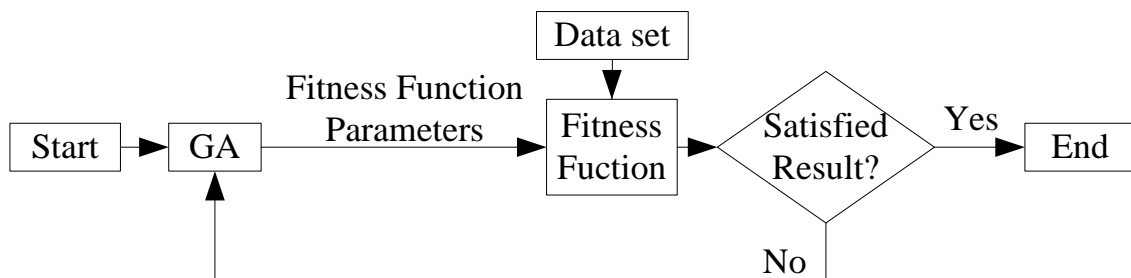 Data set
Fitness Function
Parameters
Start
GA
Fitness
Fuction
Satisfied
Result?
Yes
End
No